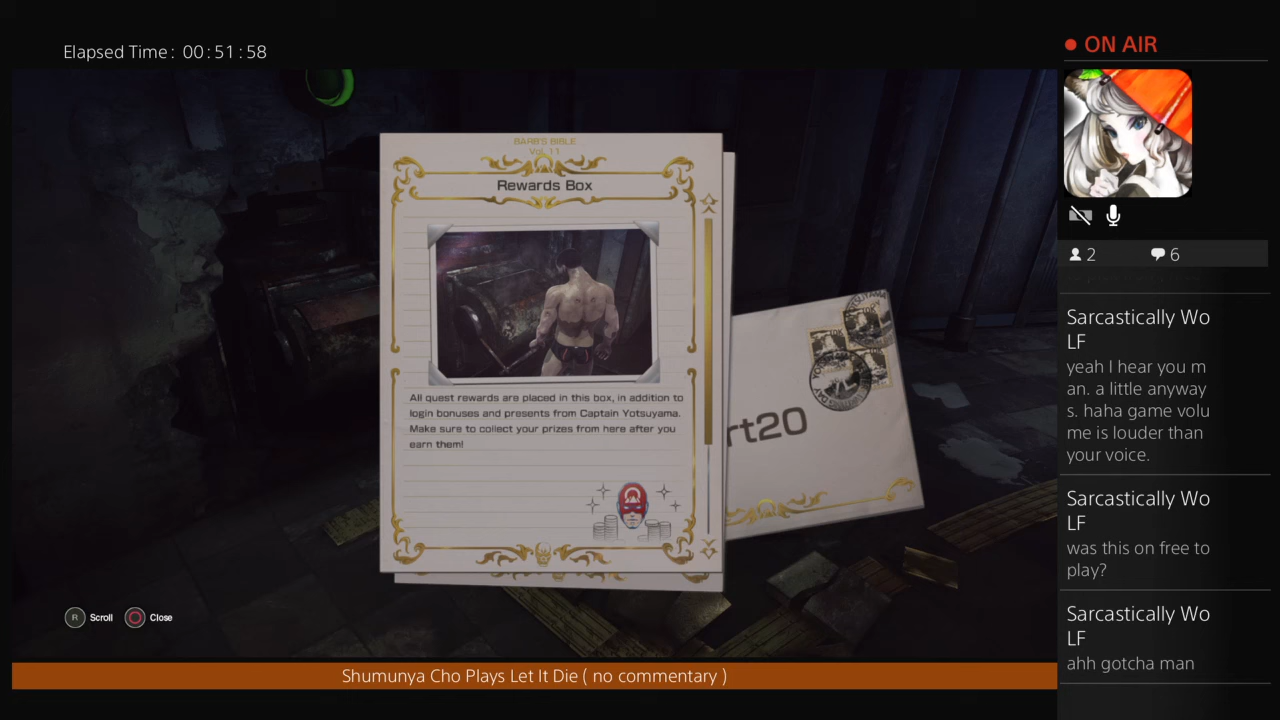 Elapsed Time: 00:51:58
ON AIR
BARB'S BIBLE
Vol. 11
Rewards Box
All quest rewards are placed in this box, in addition to
login bonuses and presents from Captain Yotsuyama.
Make sure to collect your prizes from here after you
earn them!
rt20
R Scroll Close
Shumunya Cho Plays Let It Die ( no commentary )
2 6
Sarcastically Wo
LF
yeah I hear you m
an. a little anyway
s. haha game volu
me is louder than
your voice.
Sarcastically Wo
LF
was this on free to
play?
Sarcastically Wo
LF
ahh gotcha man